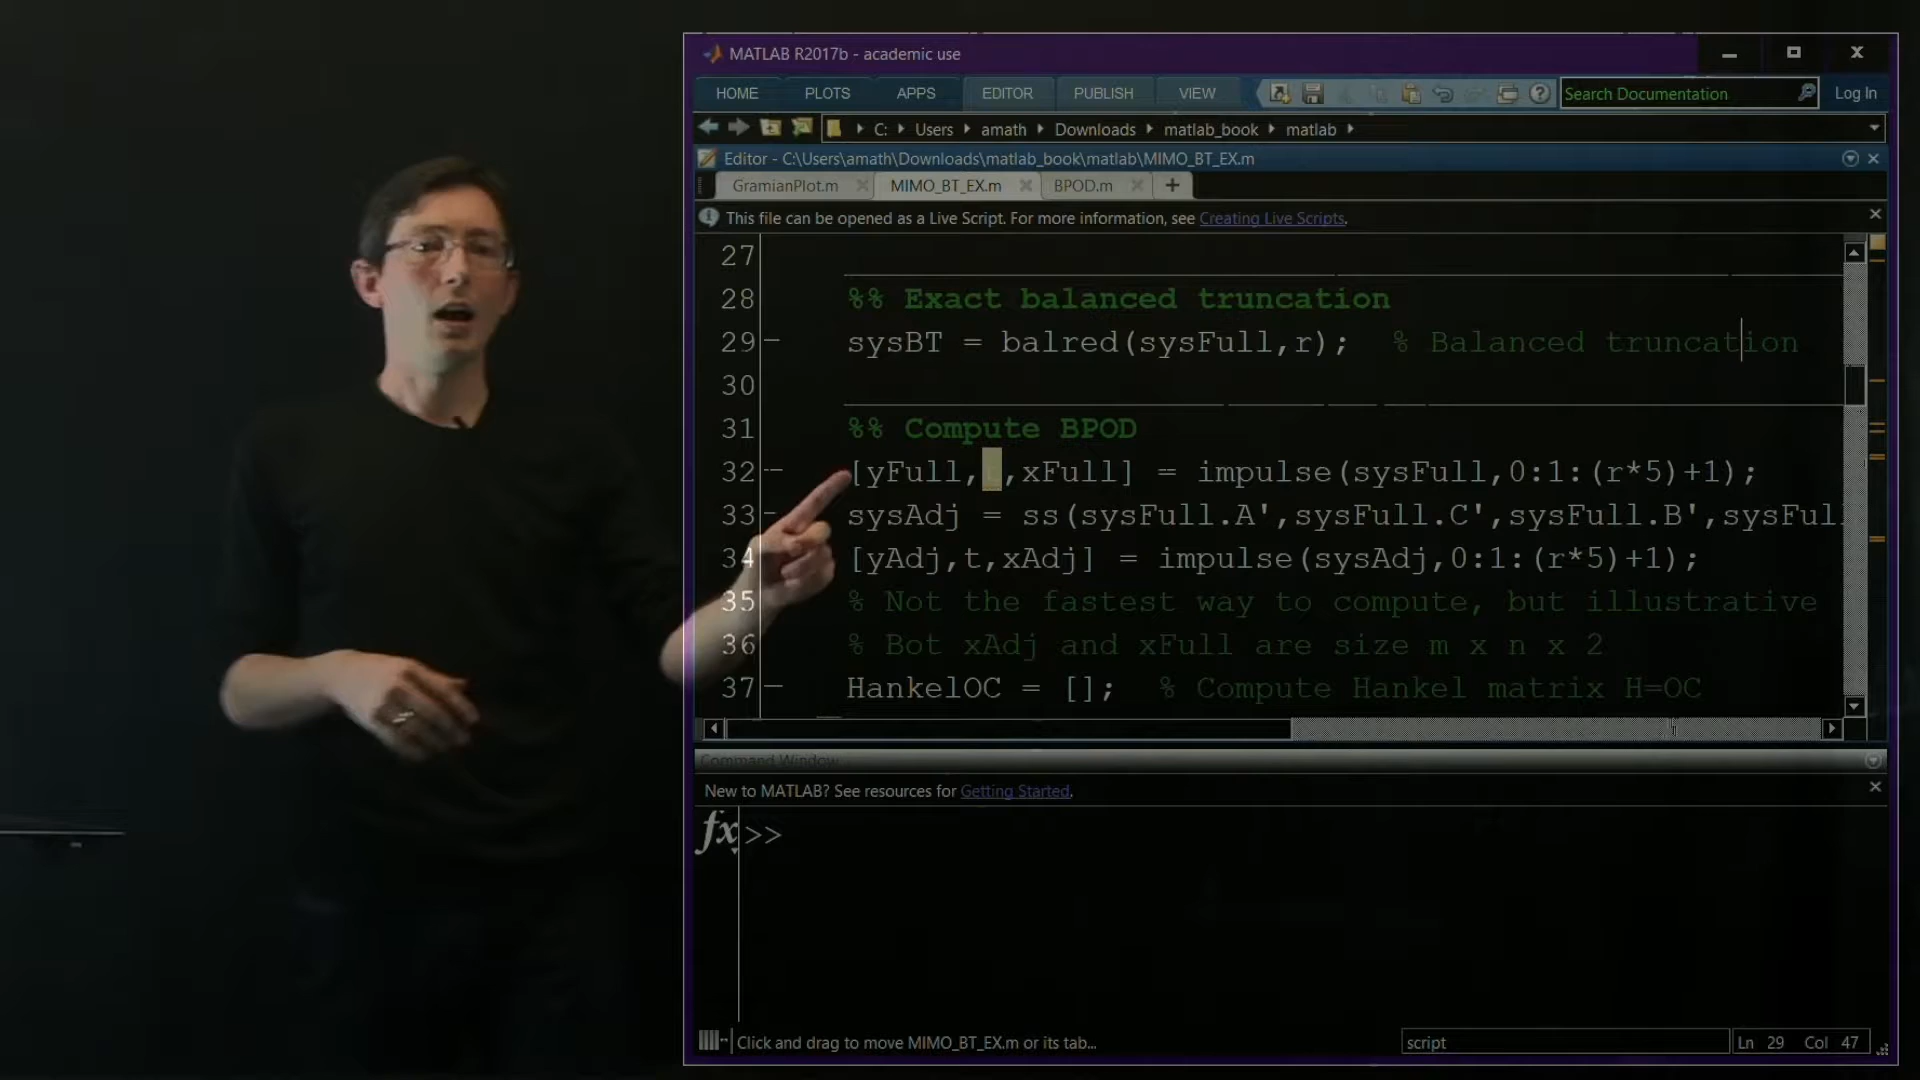 MATLAB R2017b - academic use
HOME PLOTS APPS EDITOR PUBLISH VIEW Search Documentation Log In
C: Users amath Downloads matlab_book matlab
Editor - C:\Users\amath\Downloads\matlab_book\matlab\MIMO_BT_EX.m
GramianPlot.m MIMO_BT_EX.m BPOD.m +
This file can be opened as a Live Script. For more information, see Creating Live Scripts.
27
28 %% Exact balanced truncation
29 sysBT = balred(sysFull,r); % Balanced truncation
30
31 %% Compute BPOD
32 [yFull,t,xFull] = impulse(sysFull,0:1:(r*5)+1);
33 sysAdj = ss(sysFull.A',sysFull.C',sysFull.B',sysFull
34 [yAdj,t,xAdj] = impulse(sysAdj,0:1:(r*5)+1);
35 % Not the fastest way to compute, but illustrative
36 % Bot xAdj and xFull are size m x n x 2
37 HankelOC = []; % Compute Hankel matrix H=OC
Command Window
New to MATLAB? See resources for Getting Started.
fx >>
Click and drag to move MIMO_BT_EX.m or its tab... script Ln 29 Col 47